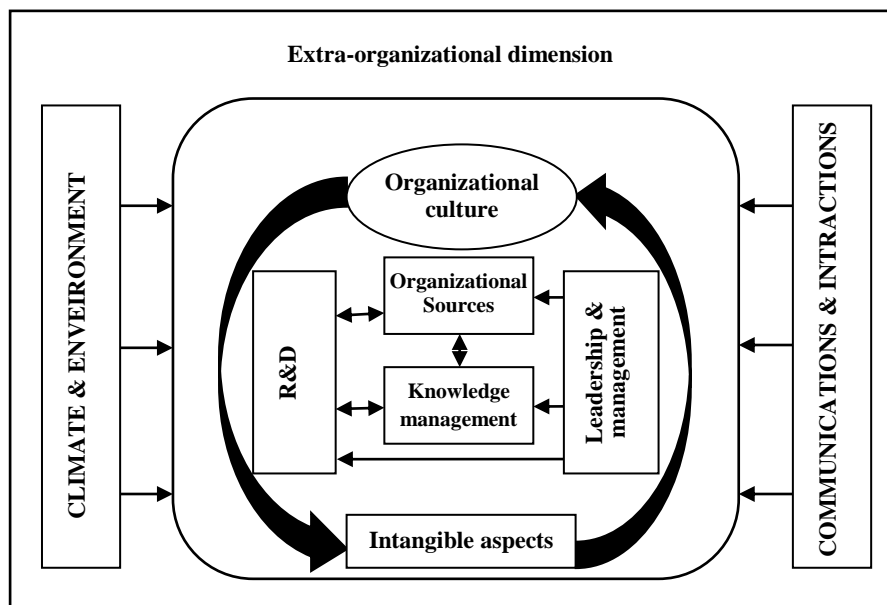 Extra-organizational dimension
CLIMATE & ENVEIRONMENT
Organizational
culture
R&D
Organizational
Sources
Knowledge
management
Leadership &
management
Intangible aspects
COMMUNICATIONS & INTRACTIONS